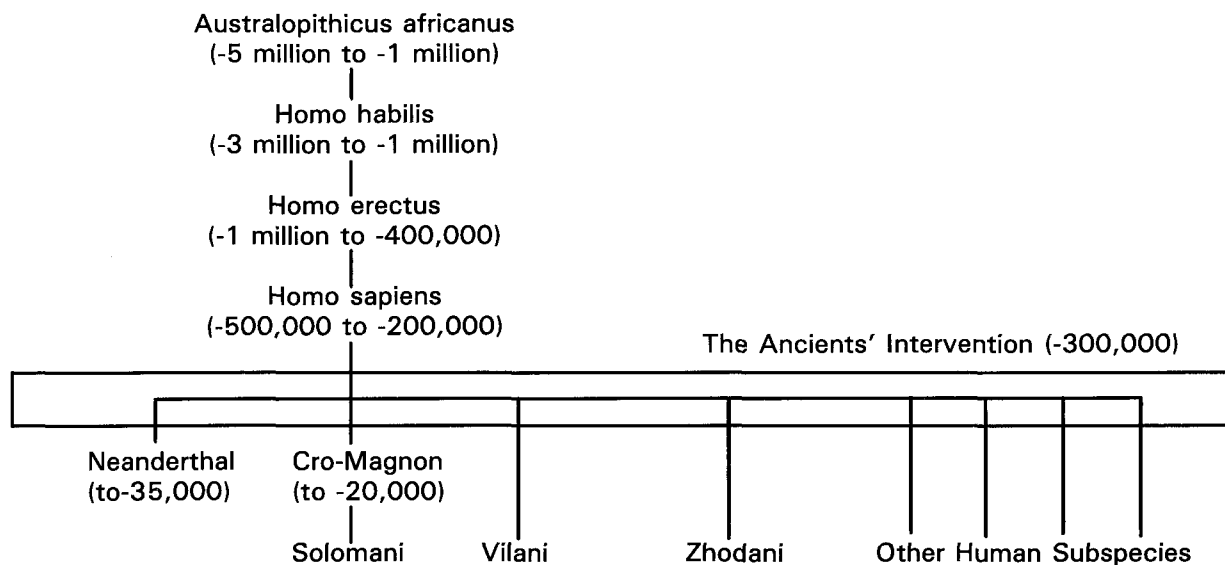 Australopithicus africanus
(-5 million to -1 million)
Homo habilis
(-3 million to -1 million)
Homo erectus
(-1 million to -400,000)
Homo sapiens
(-500,000 to -200,000)
The Ancients' Intervention (-300,000)
Neanderthal
(to-35,000)
Cro-Magnon
(to -20,000)
Solomani
Vilani
Zhodani
Other Human Subspecies